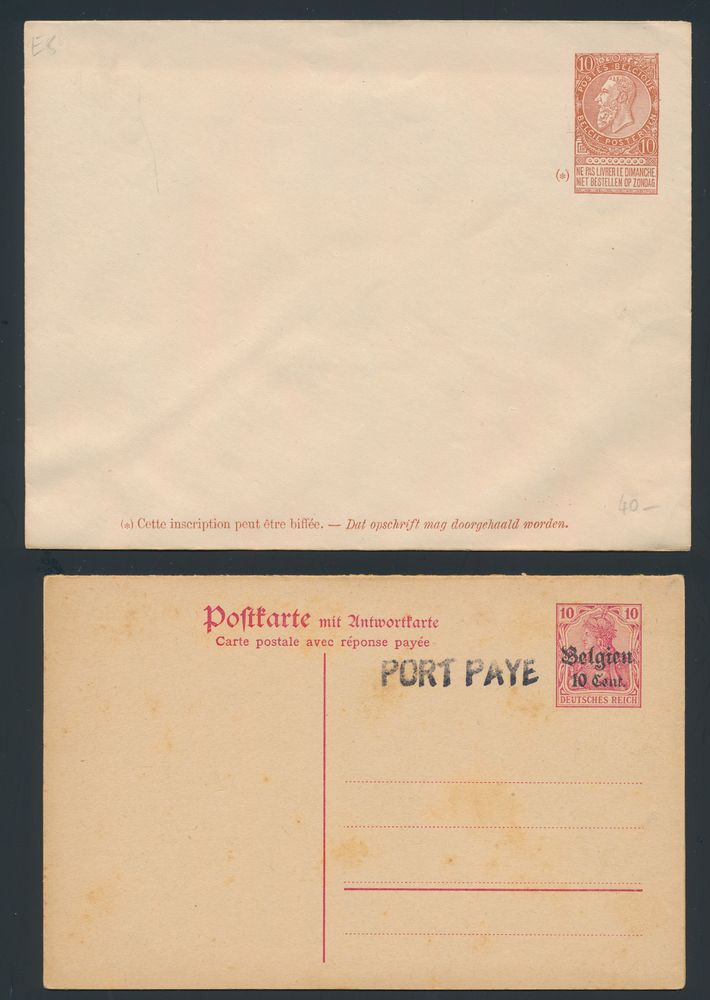 E6
10
POSTES BELGIQUE
BELGIE POSTERIJEN
10
(*)
NE PAS LIVRER LE DIMANCHE
NIET BESTELLEN OP ZONDAG
40-
(*) Cette inscription peut être biffée. — Dat opschrift mag doorgehaald worden.
Poſtkarte mit Antwortkarte
Carte postale avec réponse payée
PORT PAYE
10 10
Belgien
10 Cent.
DEUTSCHES REICH